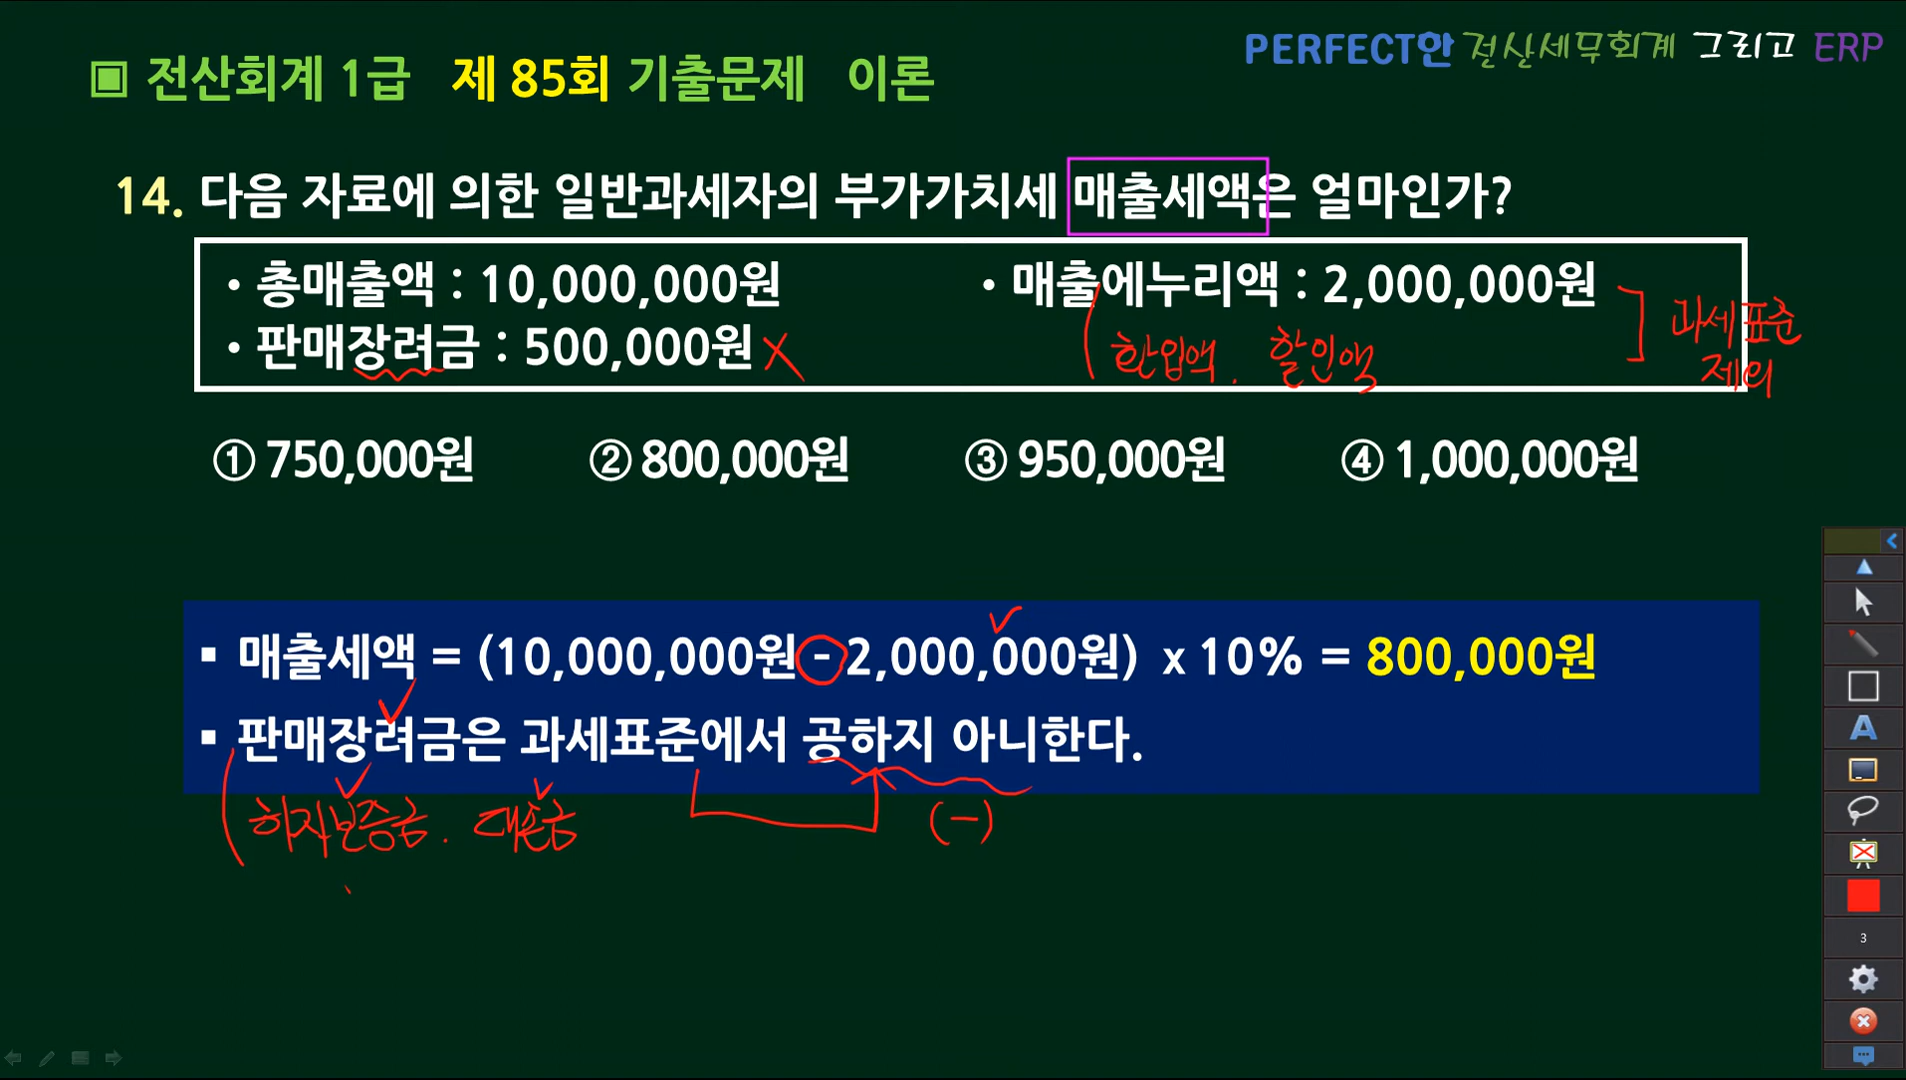 PERFECT한 전산세무회계 그리고 ERP
▣ 전산회계 1급 제 85회 기출문제 이론
14. 다음 자료에 의한 일반과세자의 부가가치세 매출세액은 얼마인가?
• 총매출액 : 10,000,000원 • 매출에누리액 : 2,000,000원
• 판매장려금 : 500,000원 X
환입액. 할인액
과세표준
제외
① 750,000원 ② 800,000원 ③ 950,000원 ④ 1,000,000원
▪ 매출세액 = (10,000,000원 - 2,000,000원) x 10% = 800,000원
▪ 판매장려금은 과세표준에서 공하지 아니한다.
하자보증금. 대손금
(-)
A
3